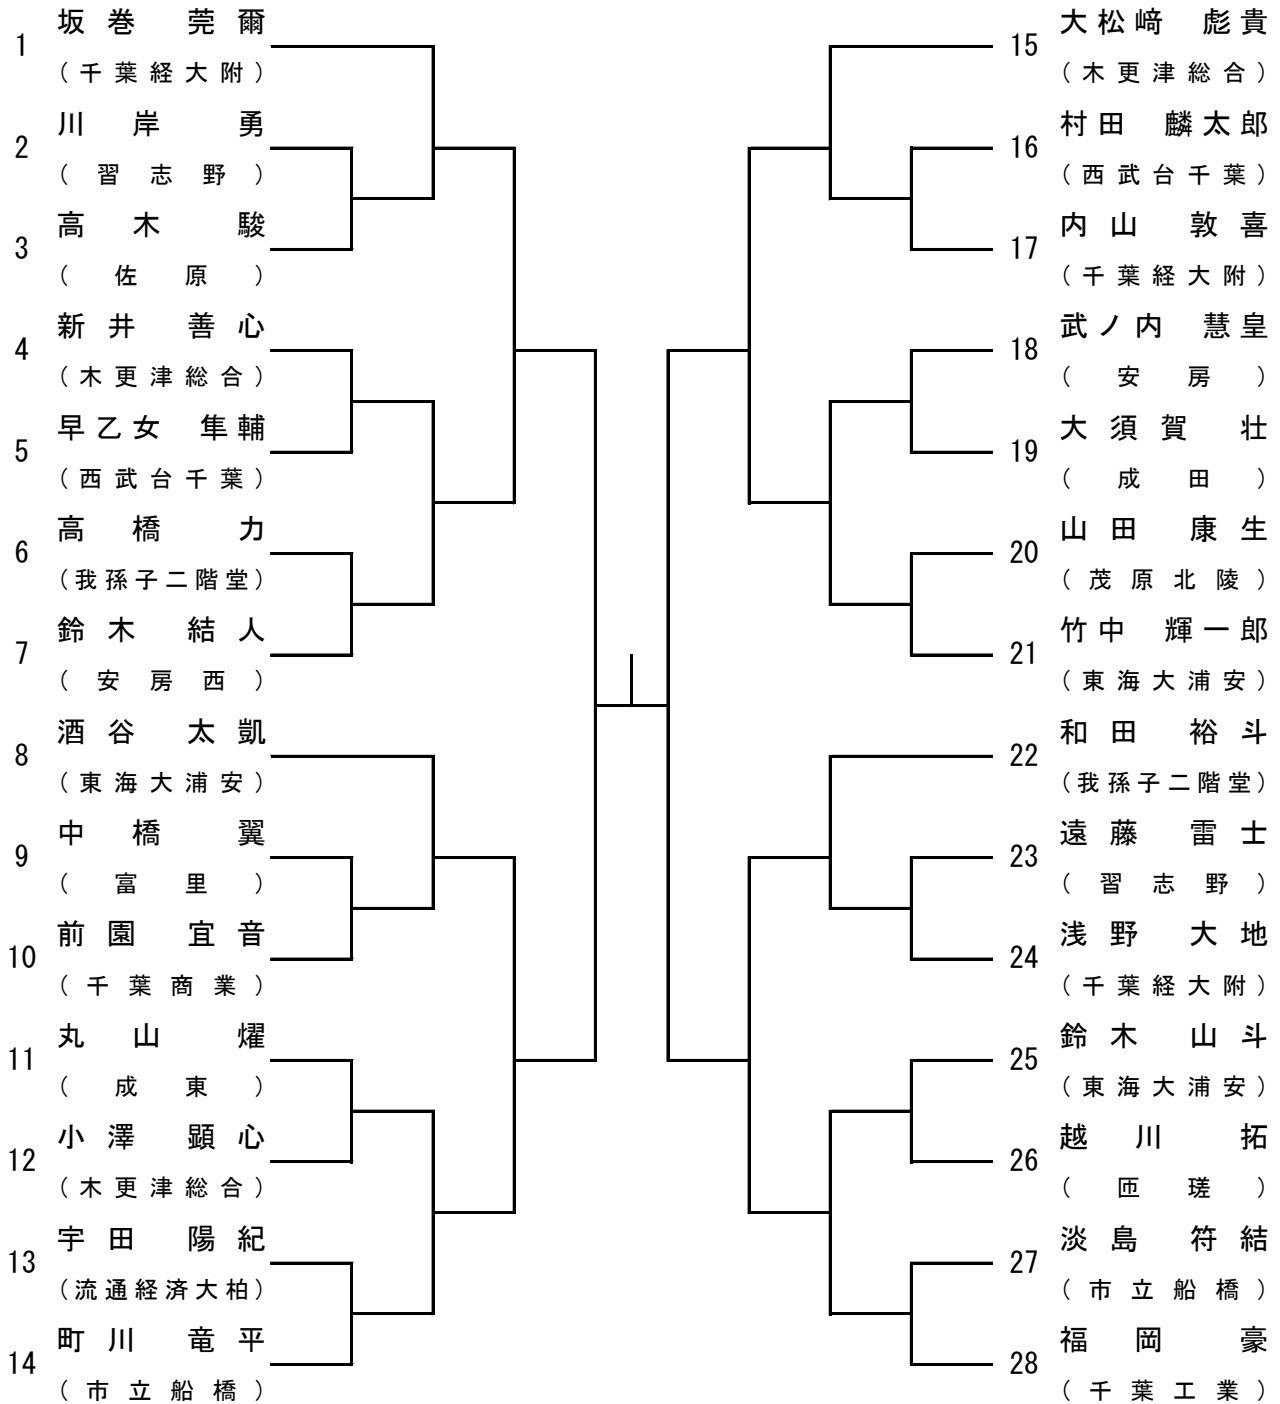 1 坂巻 莞爾
(千葉経大附)
2 川岸 勇
(習志野)
3 高木 駿
(佐原)
4 新井 善心
(木更津総合)
5 早乙女 隼輔
(西武台千葉)
6 高橋 力
(我孫子二階堂)
7 鈴木 結人
(安房西)
8 酒谷 太凱
(東海大浦安)
9 中橋 翼
(富里)
10 前園 宜音
(千葉商業)
11 丸山 燿
(成東)
12 小澤 顕心
(木更津総合)
13 宇田 陽紀
(流通経済大柏)
14 町川 竜平
(市立船橋)
15 大松﨑 彪貴
(木更津総合)
16 村田 麟太郎
(西武台千葉)
17 内山 敦喜
(千葉経大附)
18 武ノ内 慧皇
(安房)
19 大須賀 壮
(成田)
20 山田 康生
(茂原北陵)
21 竹中 輝一郎
(東海大浦安)
22 和田 裕斗
(我孫子二階堂)
23 遠藤 雷士
(習志野)
24 浅野 大地
(千葉経大附)
25 鈴木 山斗
(東海大浦安)
26 越川 拓
(匝瑳)
27 淡島 符結
(市立船橋)
28 福岡 豪
(千葉工業)